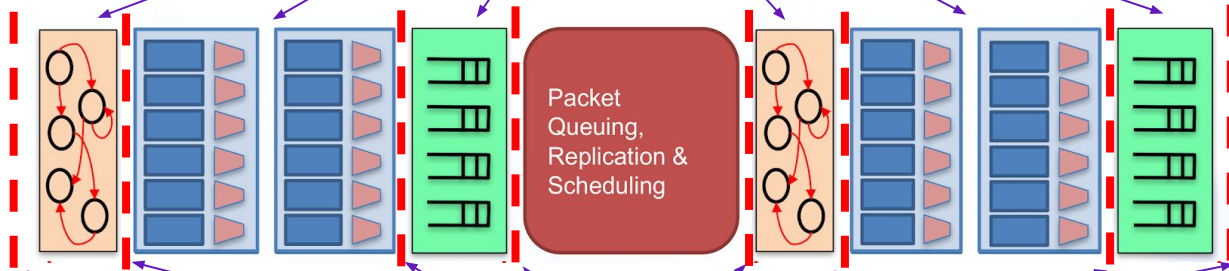 Packet
Queuing,
Replication &
Scheduling